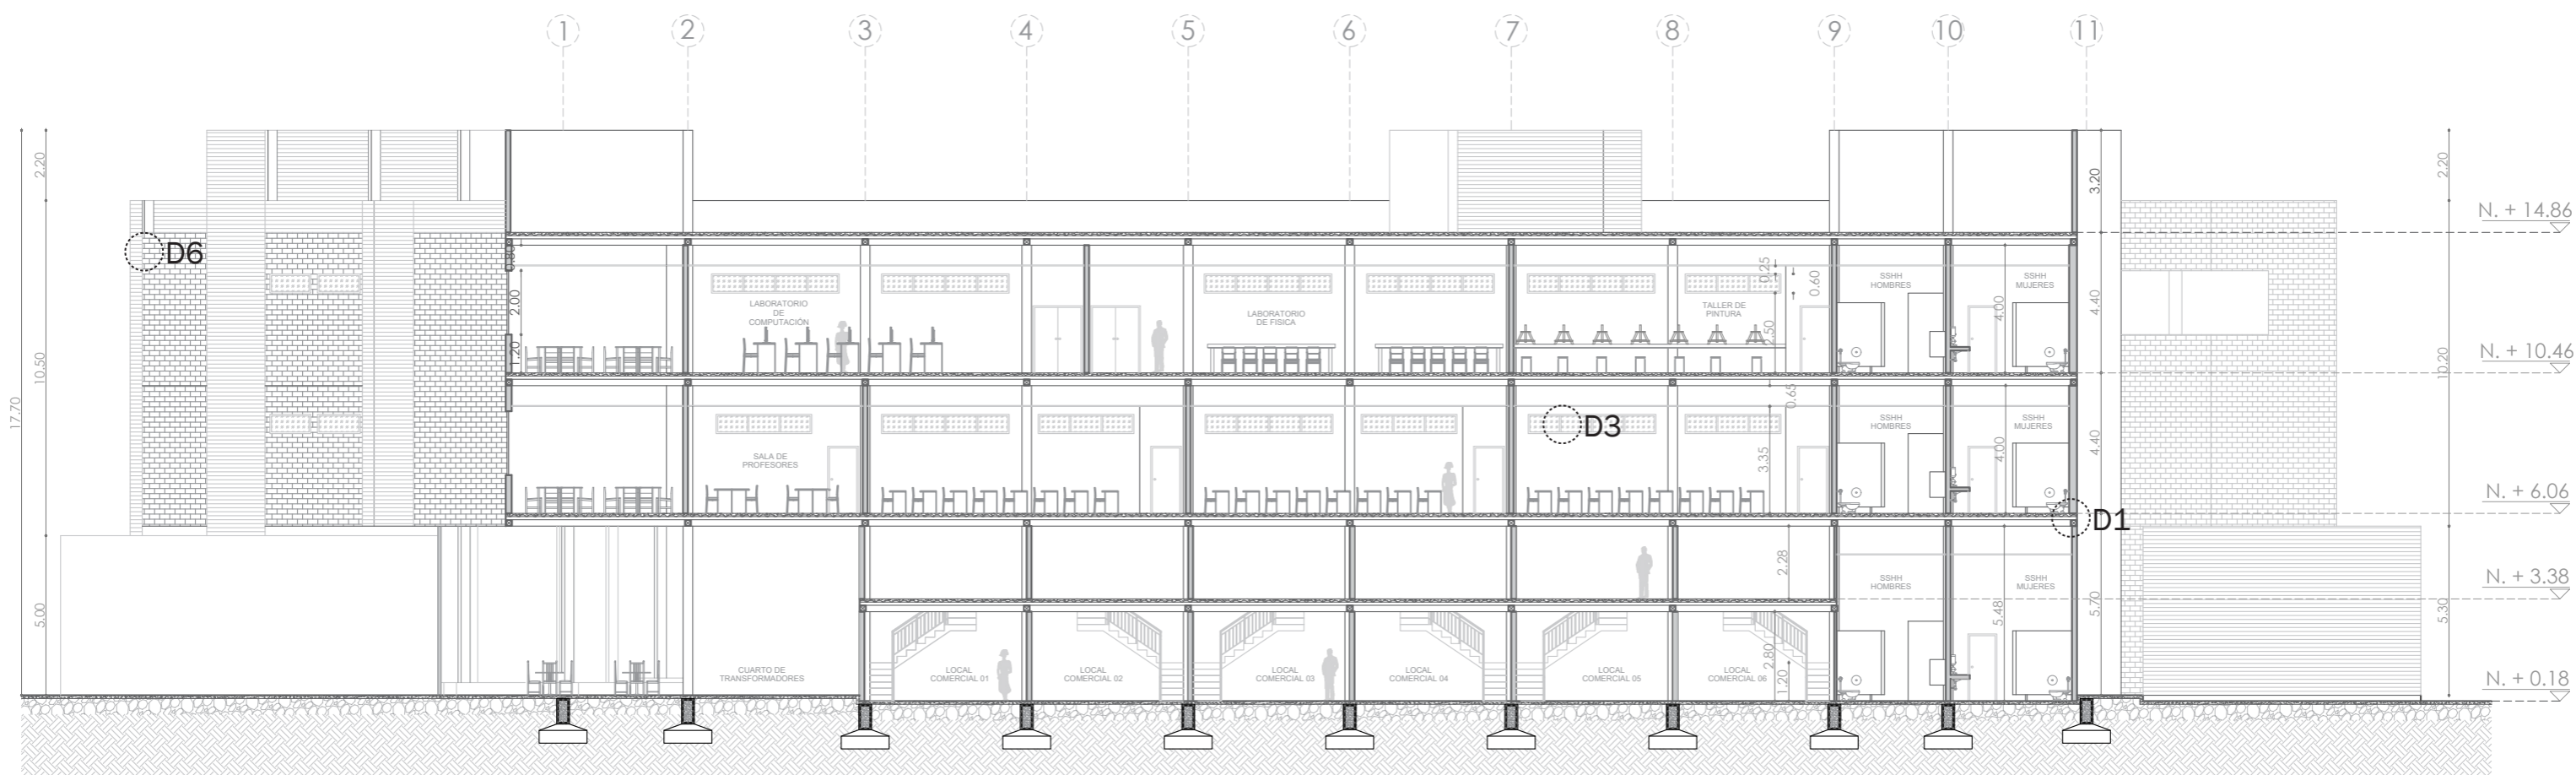 1 2 3 4 5 6 7 8 9 10 11
2.20
10.50
5.00
17.70
D6
2.00
1.20
LABORATORIO
DE
COMPUTACIÓN
LABORATORIO
DE FISICA
TALLER DE
PINTURA
0.25
0.60
2.50
SSHH
HOMBRES
4.00
SSHH
MUJERES
3.20
4.40
2.20
N. + 14.86
N. + 10.46
10.20
SALA DE
PROFESORES
D3
0.65
3.35
SSHH
HOMBRES
4.00
SSHH
MUJERES
4.40
D1
N. + 6.06
2.28
SSHH
HOMBRES
SSHH
MUJERES
5.48
5.70
5.30
N. + 3.38
CUARTO DE
TRANSFORMADORES
LOCAL
COMERCIAL 01
LOCAL
COMERCIAL 02
LOCAL
COMERCIAL 03
LOCAL
COMERCIAL 04
LOCAL
COMERCIAL 05
LOCAL
COMERCIAL 06
2.80
1.20
N. + 0.18